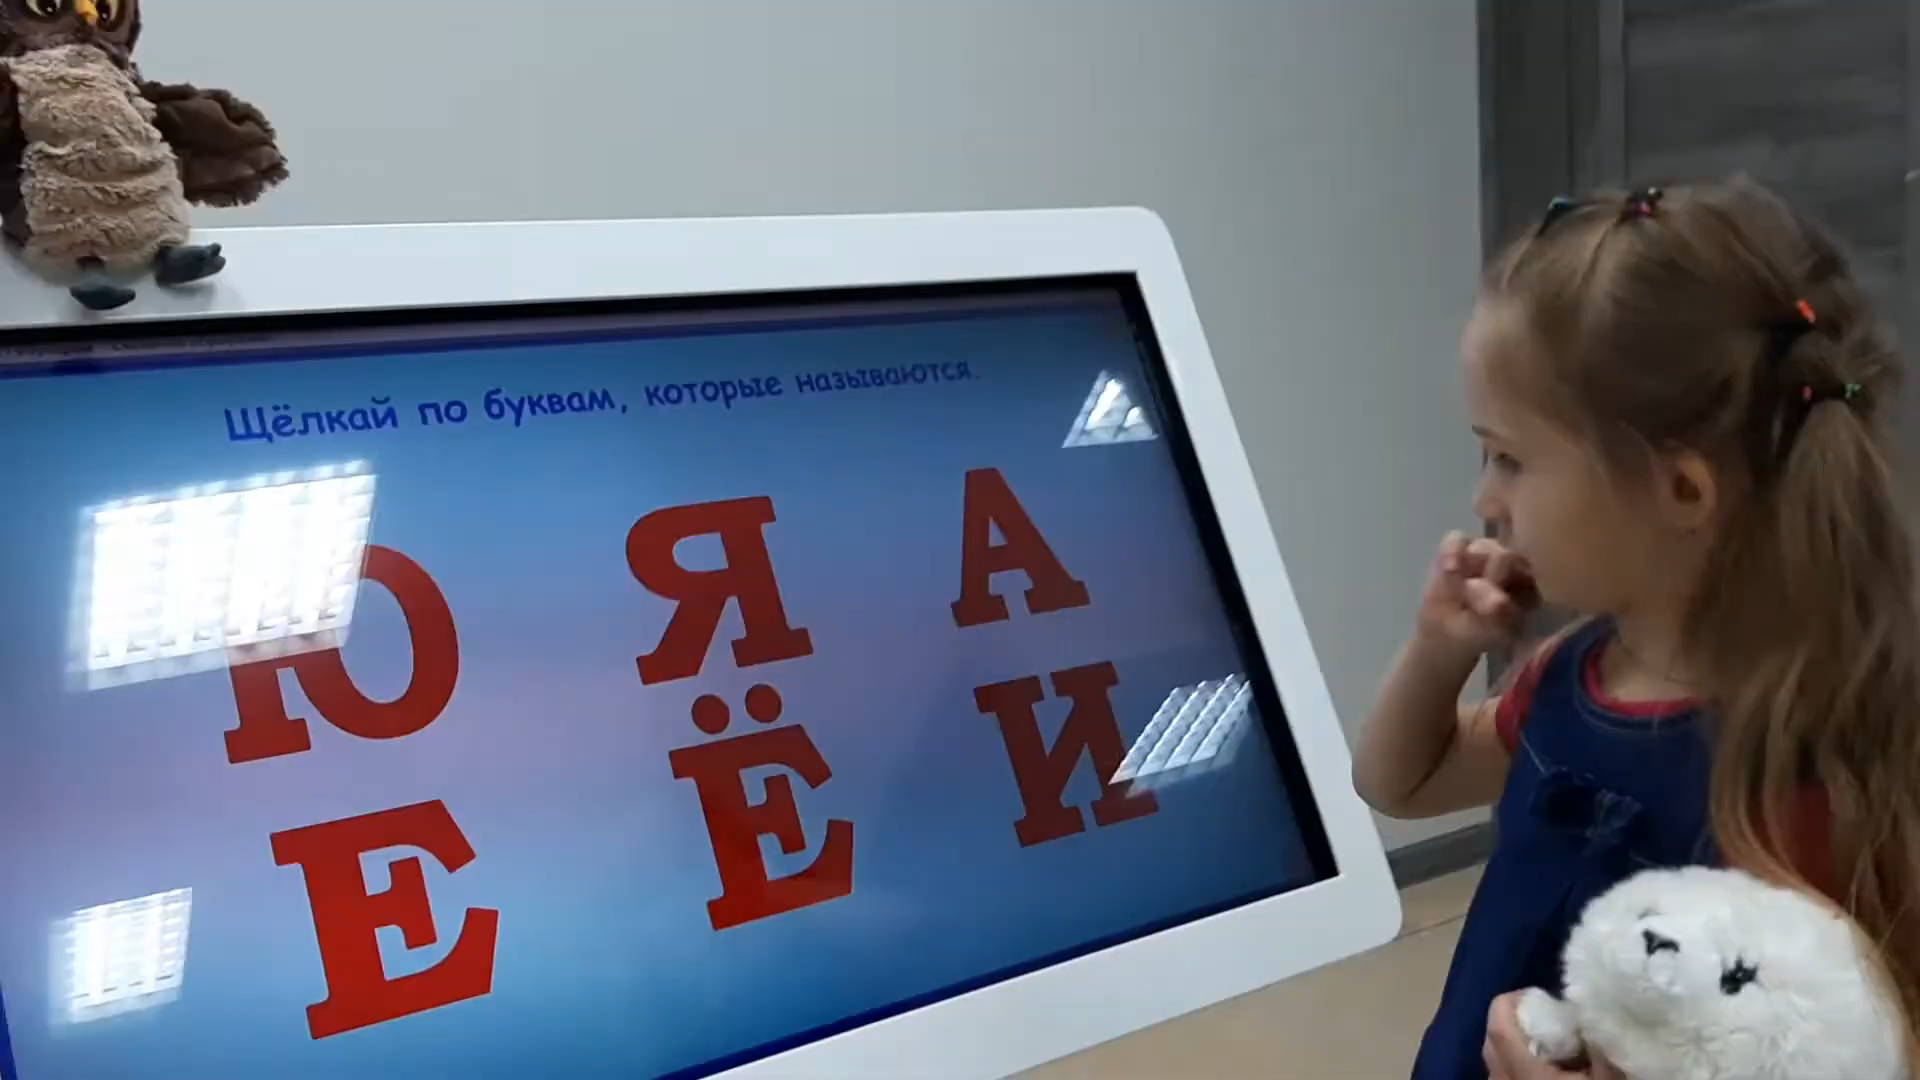 Щёлкай по буквам, которые называются.
Ю Я А
Е Ё И